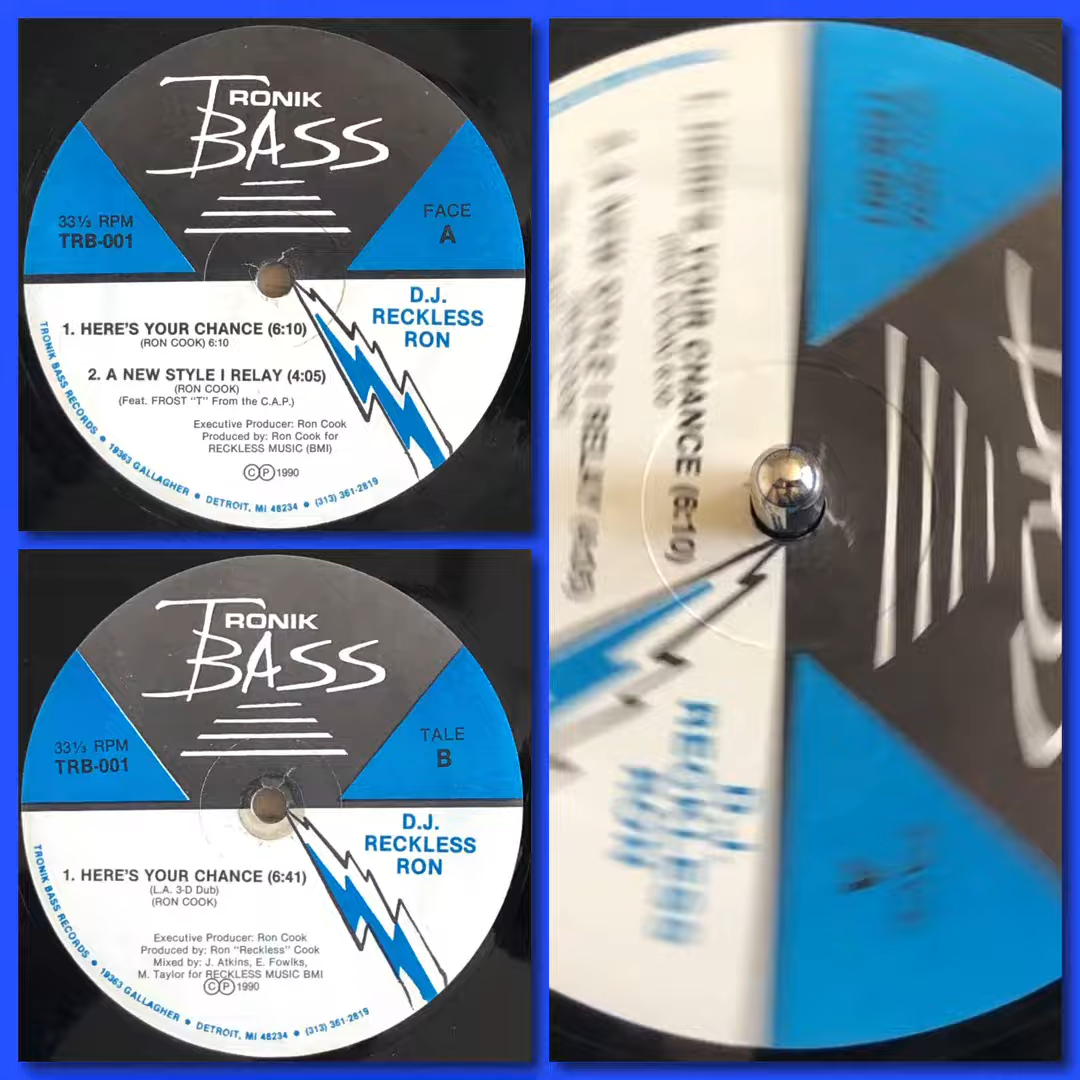 TRONIK
BASS
33⅓ RPM
TRB-001
FACE
A
D.J.
RECKLESS
RON
1. HERE'S YOUR CHANCE (6:10)
(RON COOK) 6:10
2. A NEW STYLE I RELAY (4:05)
(RON COOK)
(Feat. FROST "T" From the C.A.P.)
Executive Producer: Ron Cook
Produced by: Ron Cook for
RECKLESS MUSIC (BMI)
Ⓒ Ⓟ 1990
TRONIK BASS RECORDS • 19363 GALLAGHER • DETROIT, MI 48234 • (313) 361-2819
TRONIK
BASS
33⅓ RPM
TRB-001
TALE
B
D.J.
RECKLESS
RON
1. HERE'S YOUR CHANCE (6:41)
(L.A. 3-D Dub)
(RON COOK)
Executive Producer: Ron Cook
Produced by: Ron "Reckless" Cook
Mixed by: J. Atkins, E. Fowlks,
M. Taylor for RECKLESS MUSIC BMI
Ⓒ Ⓟ 1990
TRONIK BASS RECORDS • 19363 GALLAGHER • DETROIT, MI 48234 • (313) 361-2819
YOUR CHANCE (6:10)
D.J.
RECKLESS
RON